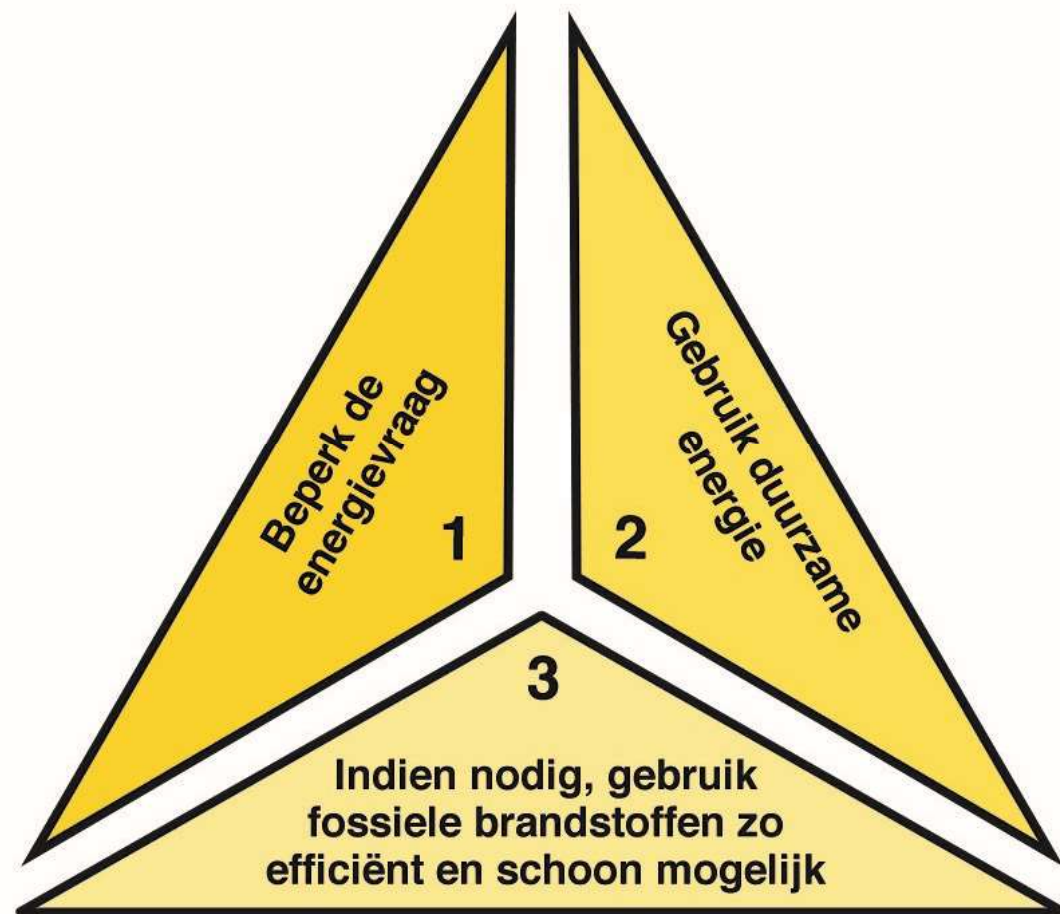 Beperk de
energievraag
1
Gebruik duurzame
energie
2
3
Indien nodig, gebruik
fossiele brandstoffen zo
efficiënt en schoon mogelijk